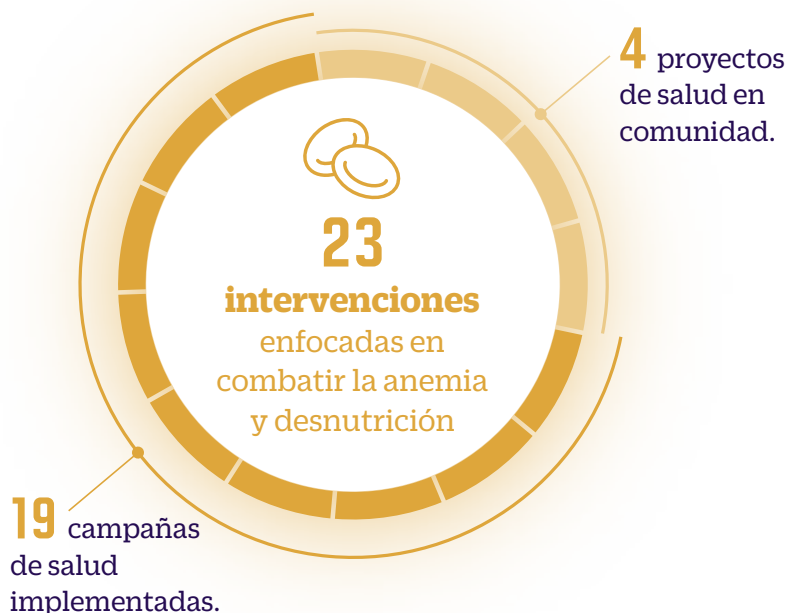 4 proyectos
de salud en
comunidad.
23
intervenciones
enfocadas en
combatir la anemia
y desnutrición
19 campañas
de salud
implementadas.